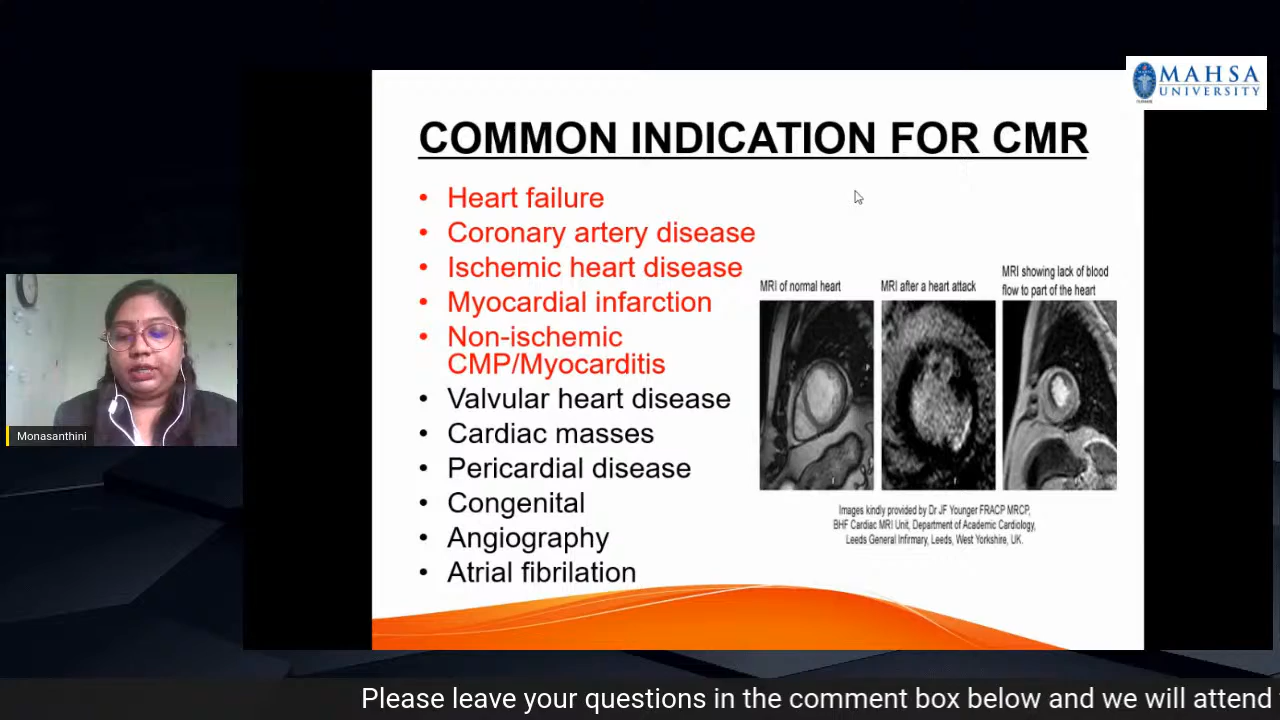 MAHSA
UNIVERSITY
COMMON INDICATION FOR CMR
• Heart failure
• Coronary artery disease
• Ischemic heart disease
• Myocardial infarction
• Non-ischemic
CMP/Myocarditis
• Valvular heart disease
• Cardiac masses
• Pericardial disease
• Congenital
• Angiography
• Atrial fibrilation
MRI of normal heart
MRI after a heart attack
MRI showing lack of blood
flow to part of the heart
Images kindly provided by Dr JF Younger FRACP MRCP,
BHF Cardiac MRI Unit, Department of Academic Cardiology,
Leeds General Infirmary, Leeds, West Yorkshire, UK.
Monasanthini
Please leave your questions in the comment box below and we will attend